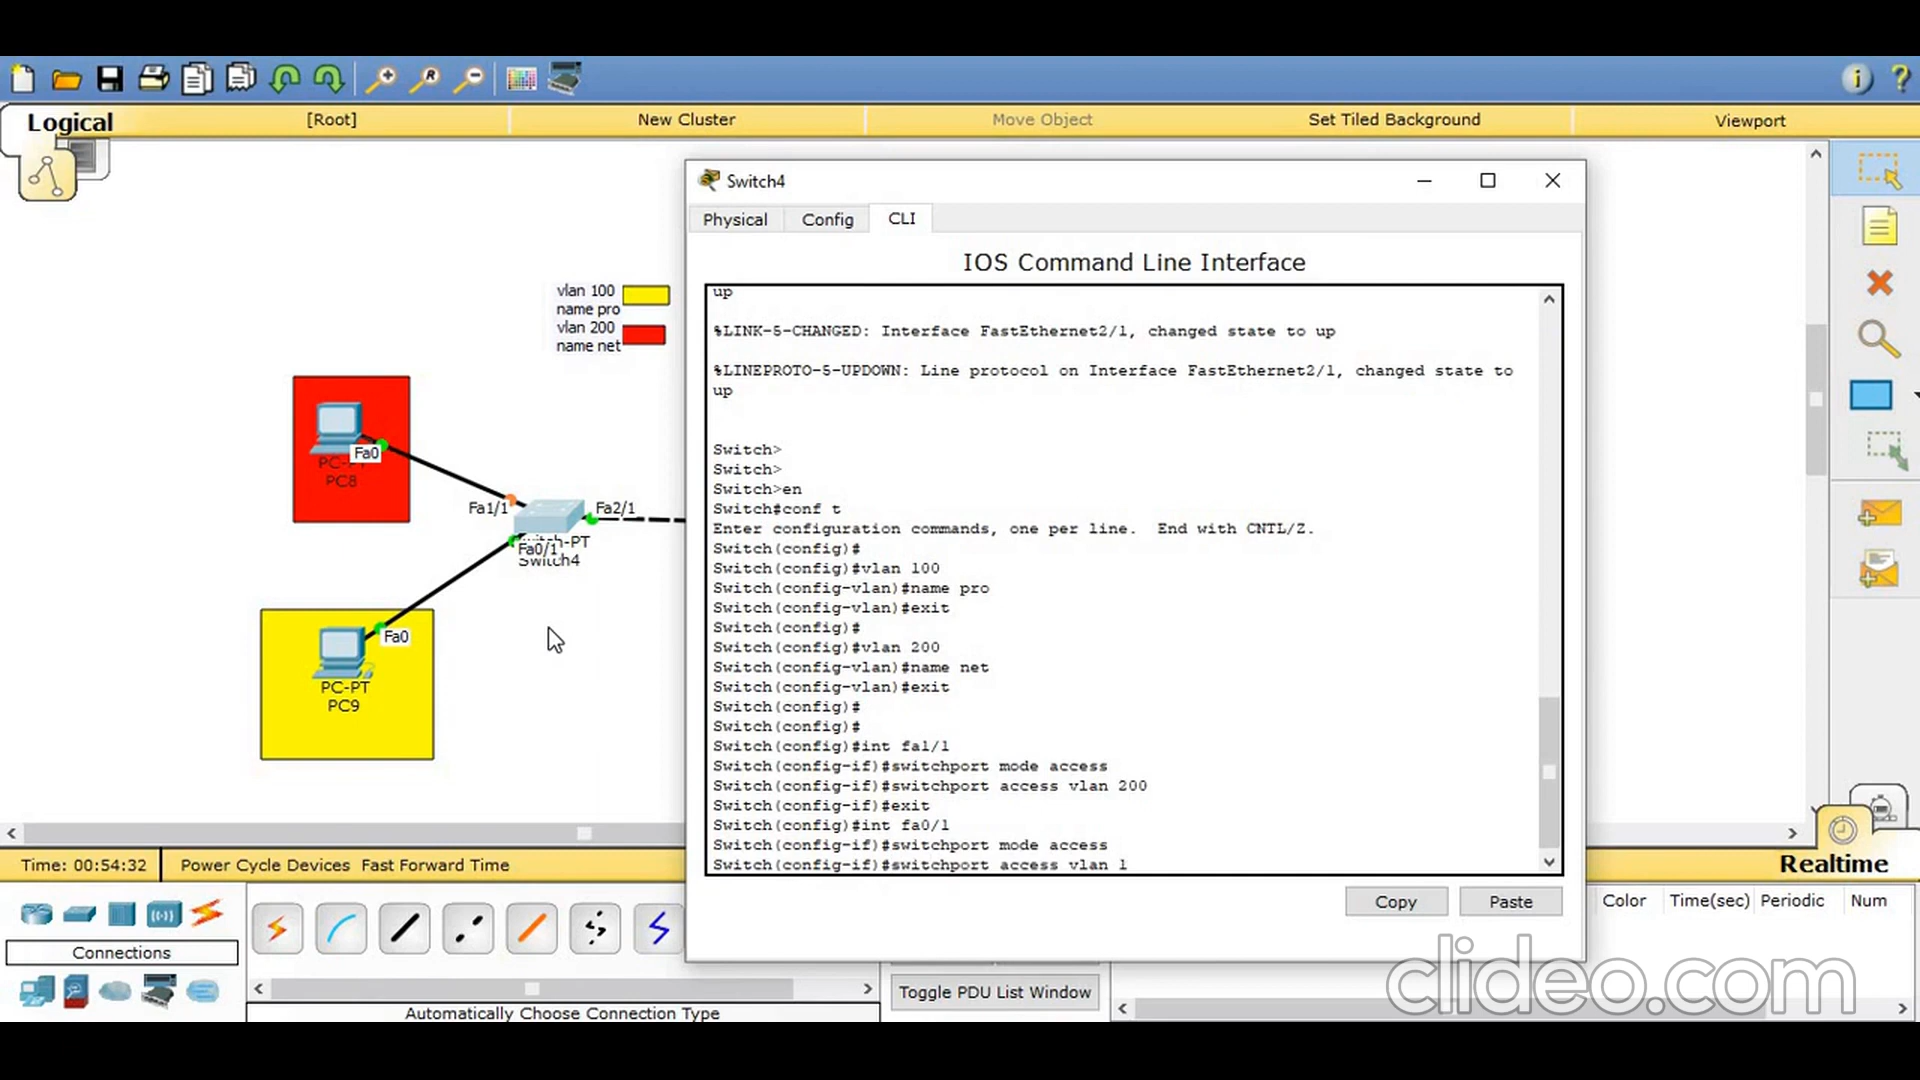 Logical
[Root]
New Cluster
Move Object
Set Tiled Background
Viewport
Switch4
Physical
Config
CLI
IOS Command Line Interface
up
%LINK-5-CHANGED: Interface FastEthernet2/1, changed state to up
%LINEPROTO-5-UPDOWN: Line protocol on Interface FastEthernet2/1, changed state to
up
Switch>
Switch>
Switch>en
Switch#conf t
Enter configuration commands, one per line.  End with CNTL/Z.
Switch(config)#
Switch(config)#vlan 100
Switch(config-vlan)#name pro
Switch(config-vlan)#exit
Switch(config)#
Switch(config)#vlan 200
Switch(config-vlan)#name net
Switch(config-vlan)#exit
Switch(config)#
Switch(config)#
Switch(config)#int fa1/1
Switch(config-if)#switchport mode access
Switch(config-if)#switchport access vlan 200
Switch(config-if)#exit
Switch(config)#int fa0/1
Switch(config-if)#switchport mode access
Switch(config-if)#switchport access vlan 1
Copy
Paste
vlan 100
name pro
vlan 200
name net
Fa0
PC-PT
PC8
Fa1/1
Fa2/1
Switch-PT
Fa0/1
Switch4
Fa0
PC-PT
PC9
Time: 00:54:32
Power Cycle Devices
Fast Forward Time
Realtime
Connections
Automatically Choose Connection Type
Toggle PDU List Window
Color
Time(sec)
Periodic
Num
clideo.com